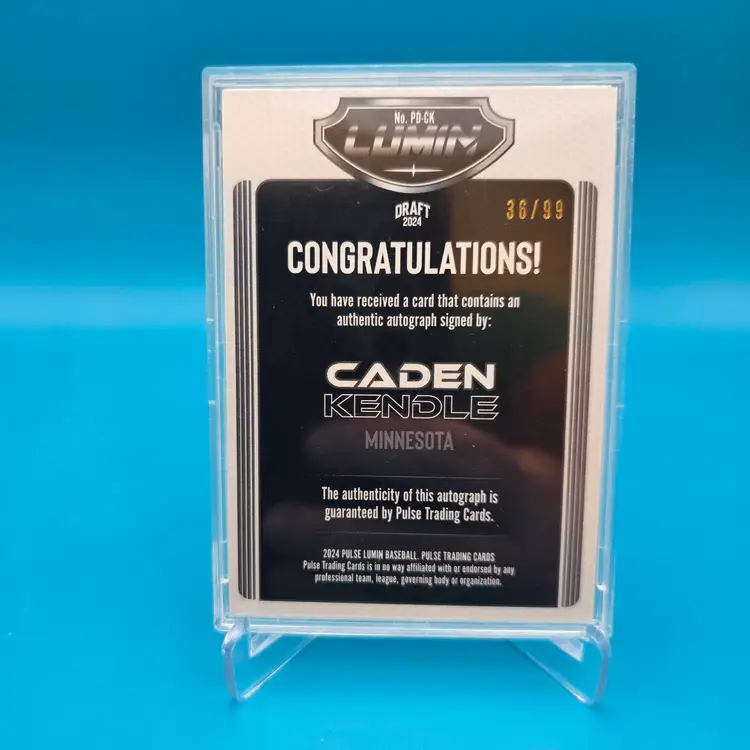 No. PD-CK
LUMIN
DRAFT
2024
36/99
CONGRATULATIONS!
You have received a card that contains an
authentic autograph signed by:
CADEN
KENDLE
MINNESOTA
The authenticity of this autograph is
guaranteed by Pulse Trading Cards.
2024 PULSE LUMIN BASEBALL. PULSE TRADING CARDS
Pulse Trading Cards is in no way affiliated with or endorsed by any
professional team, league, governing body or organization.